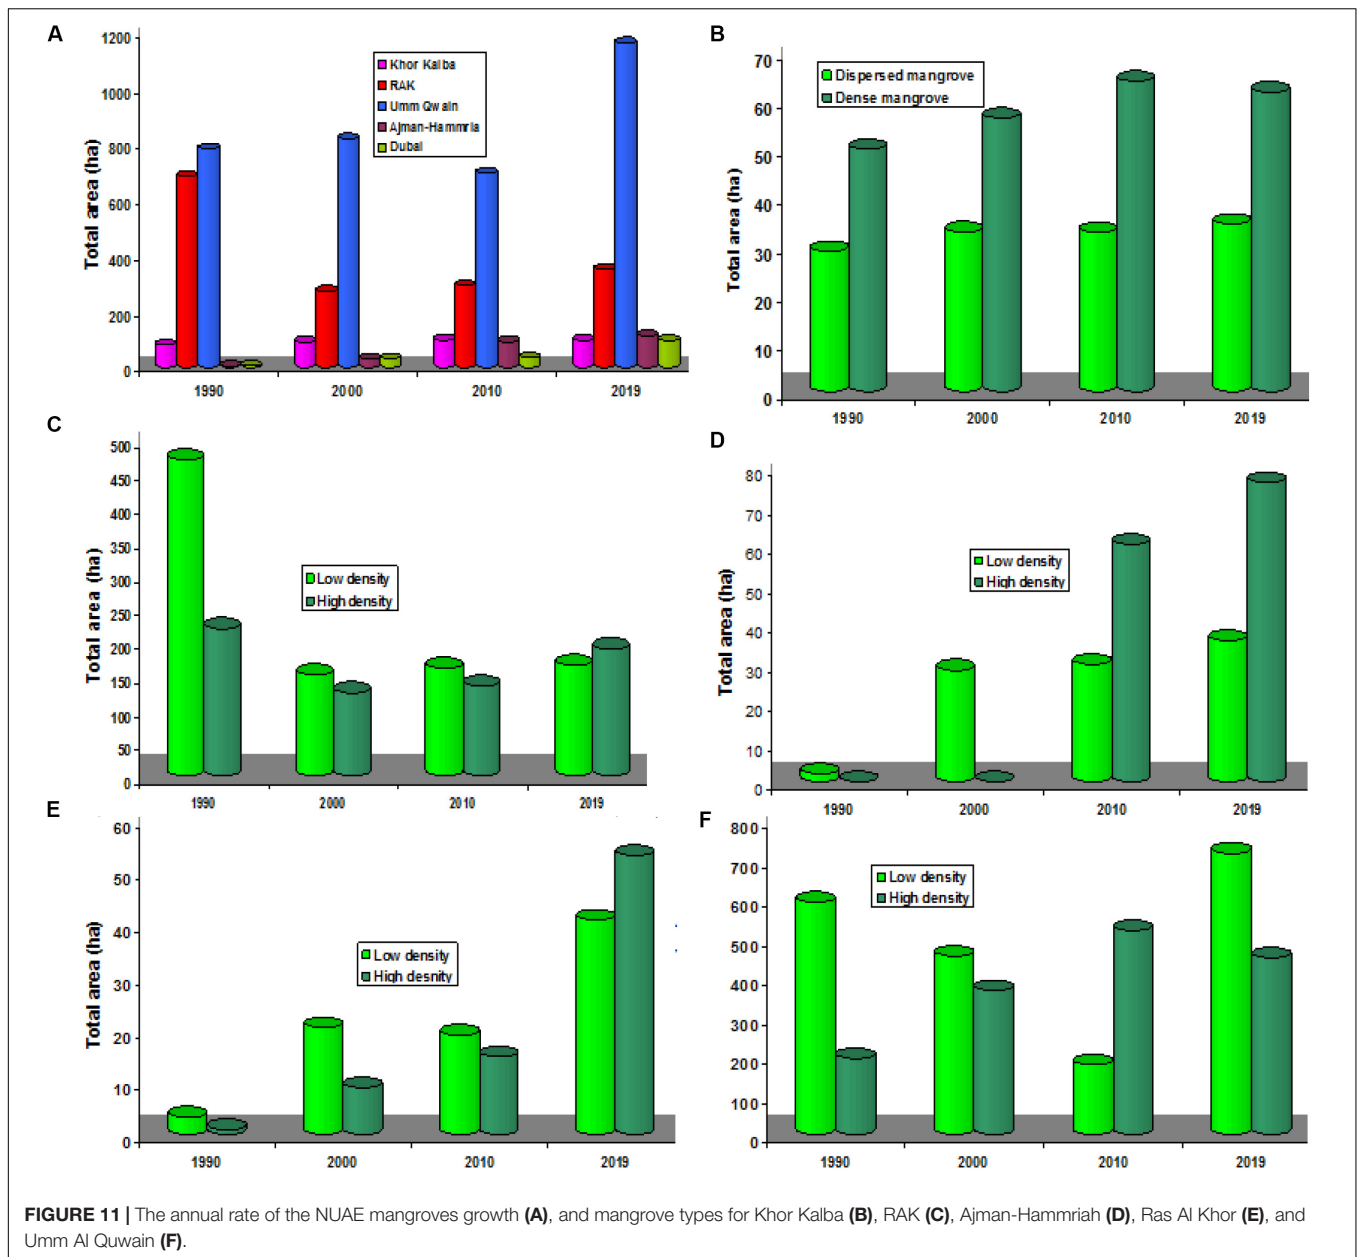 A
1200
1000
800
600
400
200
0
Total area (ha)
Khor Kalba
RAK
Umm Qwain
Ajman-Hammria
Dubai
1990 2000 2010 2019
B
70
60
50
40
30
20
10
0
Total area (ha)
Dispersed mangrove
Dense mangrove
1990 2000 2010 2019
C
500
450
400
350
300
250
200
150
100
50
0
Total area (ha)
Low density
High density
1990 2000 2010 2019
D
80
70
60
50
40
30
20
10
0
Total area (ha)
Low density
High density
1990 2000 2010 2019
E
60
50
40
30
20
10
0
Total area (ha)
Low density
High desnity
1990 2000 2010 2019
F
800
700
600
500
400
300
200
100
0
Total area (ha)
Low density
High density
1990 2000 2010 2019
FIGURE 11 | The annual rate of the NUAE mangroves growth (A), and mangrove types for Khor Kalba (B), RAK (C), Ajman-Hammriah (D), Ras Al Khor (E), and
Umm Al Quwain (F).